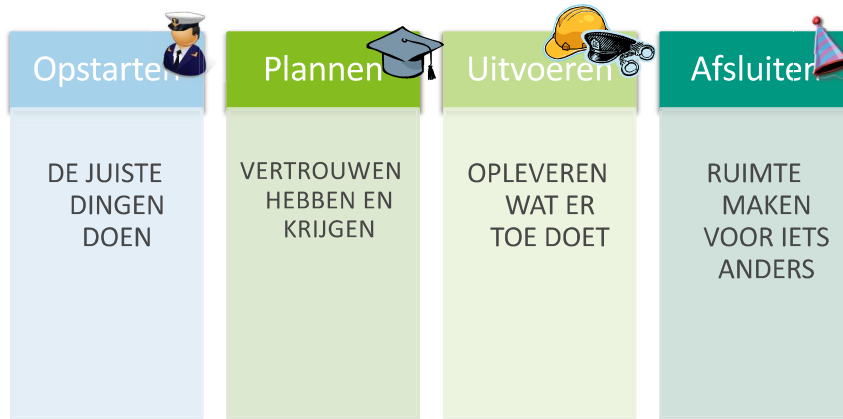 Opstarten
DE JUISTE
DINGEN
DOEN
Plannen
VERTROUWEN
HEBBEN EN
KRIJGEN
Uitvoeren
OPLEVEREN
WAT ER
TOE DOET
Afsluiten
RUIMTE
MAKEN
VOOR IETS
ANDERS